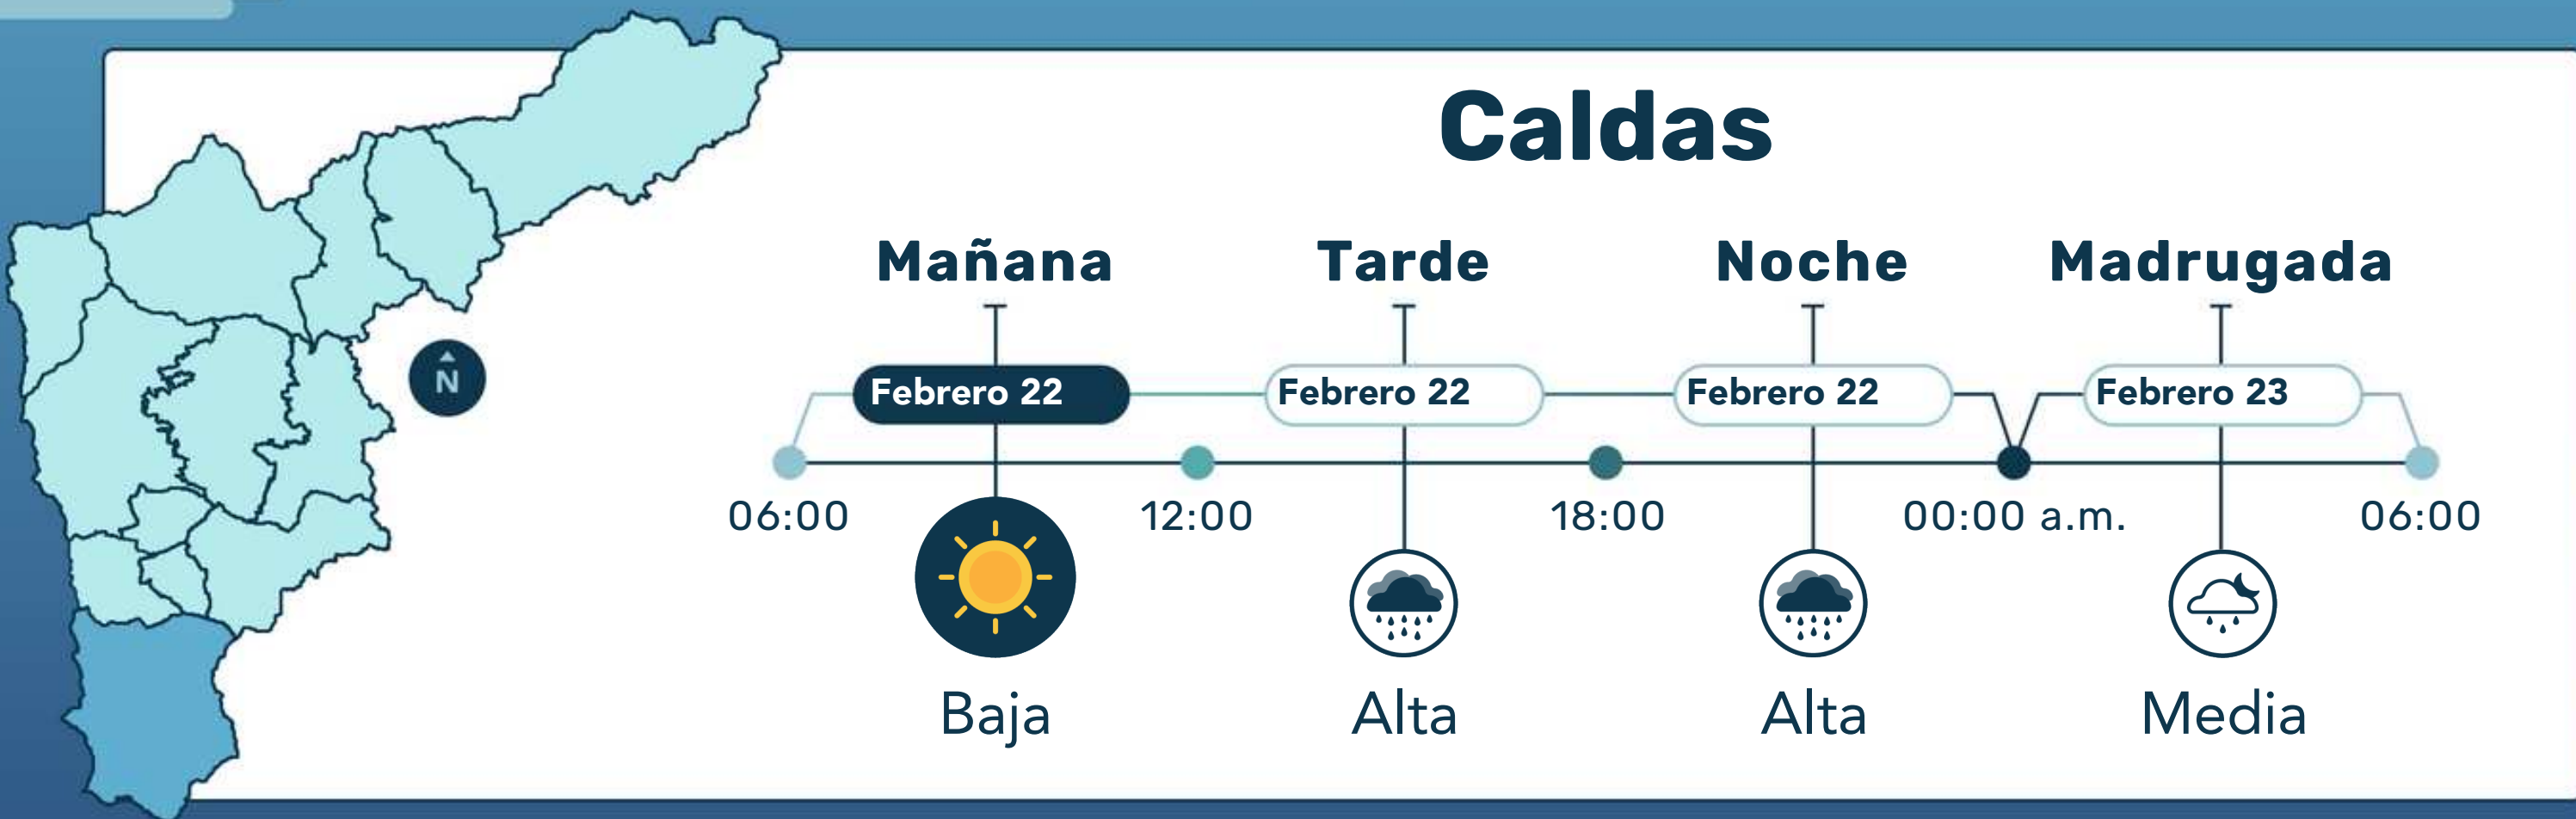 Caldas
Mañana Tarde Noche Madrugada
Febrero 22 Febrero 22 Febrero 22 Febrero 23
N
06:00 12:00 18:00 00:00 a.m. 06:00
Baja Alta Alta Media